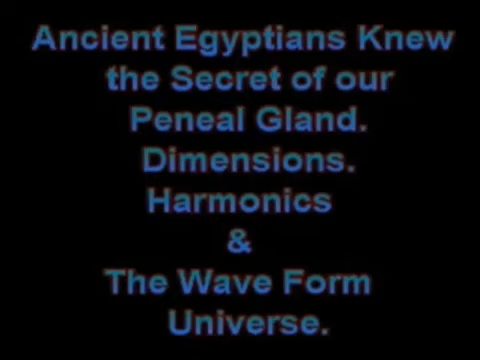 Ancient Egyptians Knew
the Secret of our
Peneal Gland.
Dimensions.
Harmonics
&
The Wave Form
Universe.